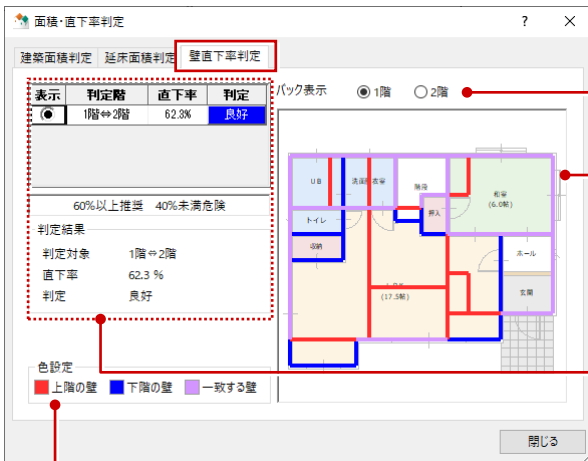 面積・直下率判定
? ×
建築面積判定 延床面積判定 壁直下率判定
表示 判定階 直下率 判定
1階⇔2階 62.3% 良好
60%以上推奨 40%未満危険
判定結果
判定対象 1階⇔2階
直下率 62.3 %
判定 良好
色設定
上階の壁 下階の壁 一致する壁
バック表示 1階 2階
UB
階段
和室
(6.0帖)
押入
トイレ
収納
ホール
(17.5帖)
玄関
閉じる